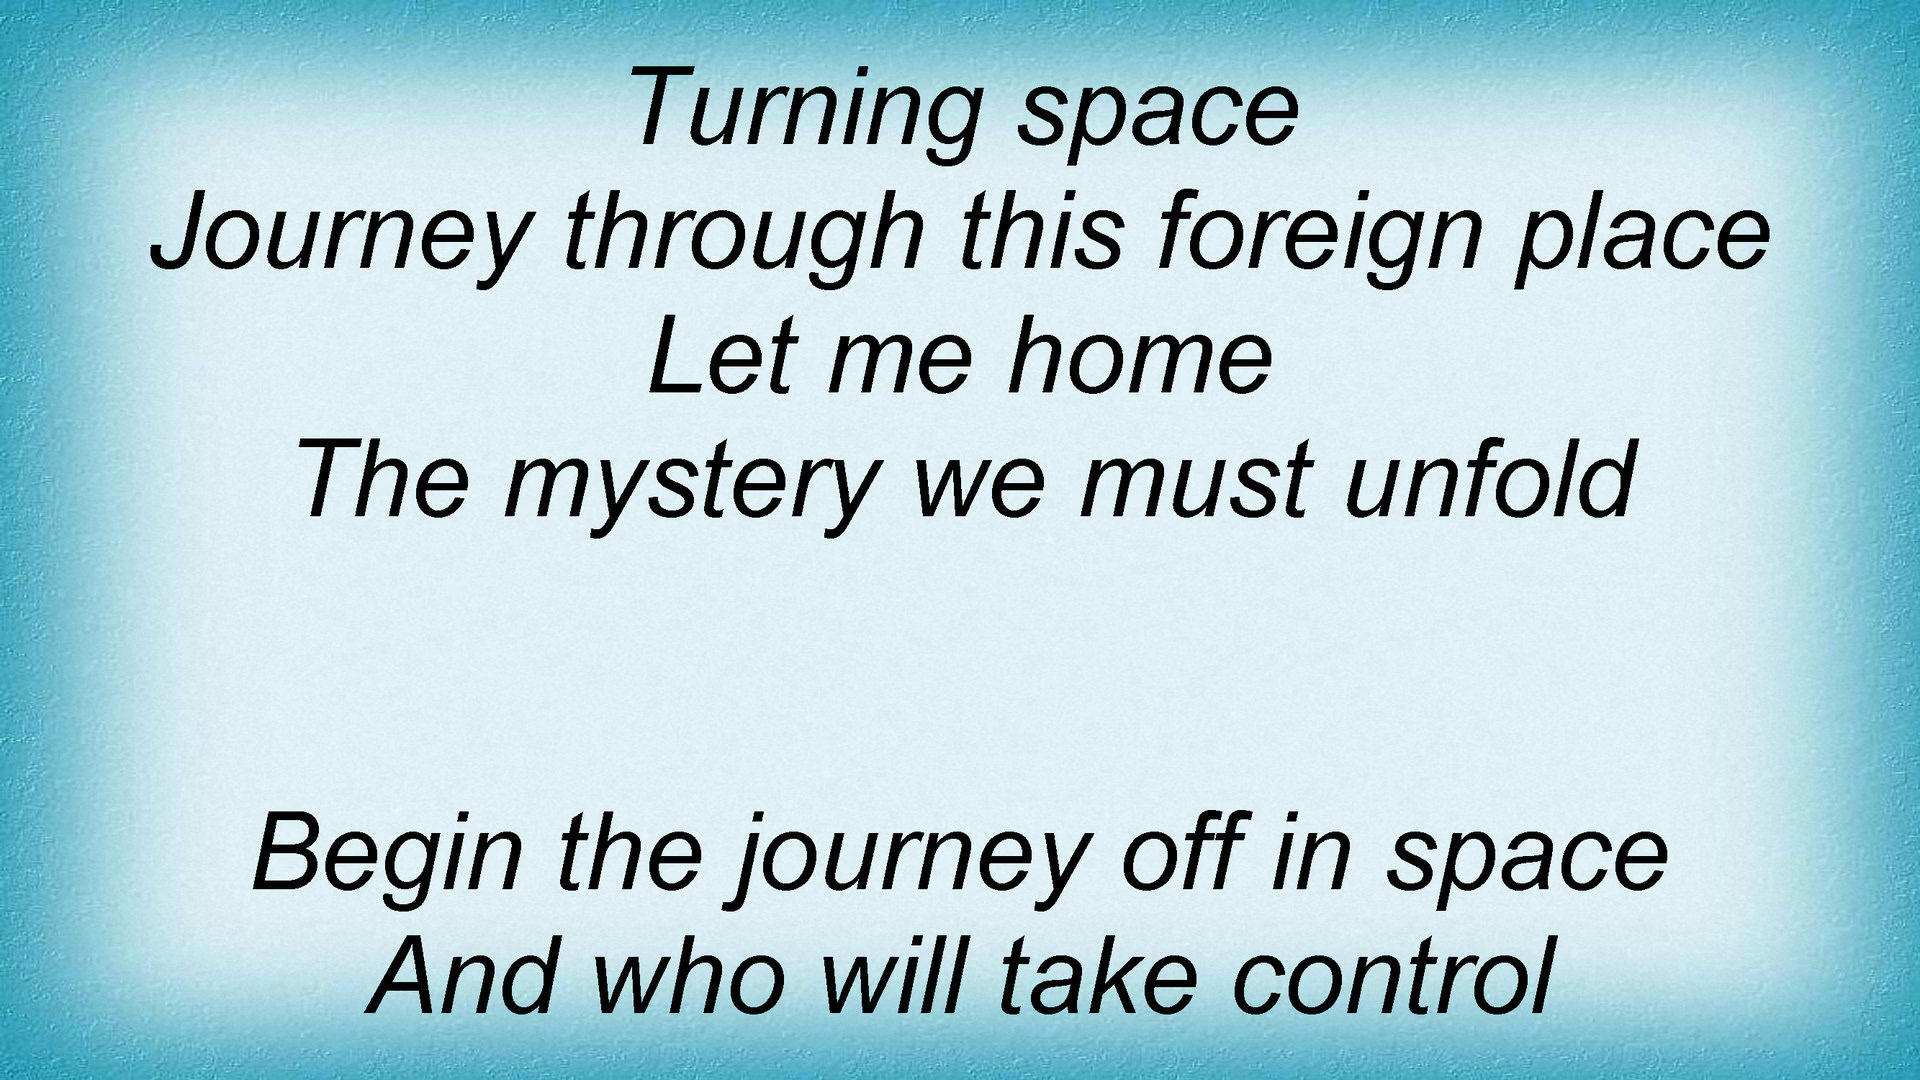 Turning space
Journey through this foreign place
Let me home
The mystery we must unfold
Begin the journey off in space
And who will take control